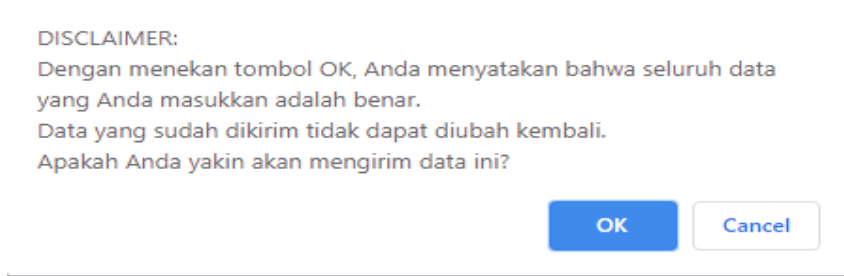 DISCLAIMER:
Dengan menekan tombol OK, Anda menyatakan bahwa seluruh data
yang Anda masukkan adalah benar.
Data yang sudah dikirim tidak dapat diubah kembali.
Apakah Anda yakin akan mengirim data ini?
OK
Cancel